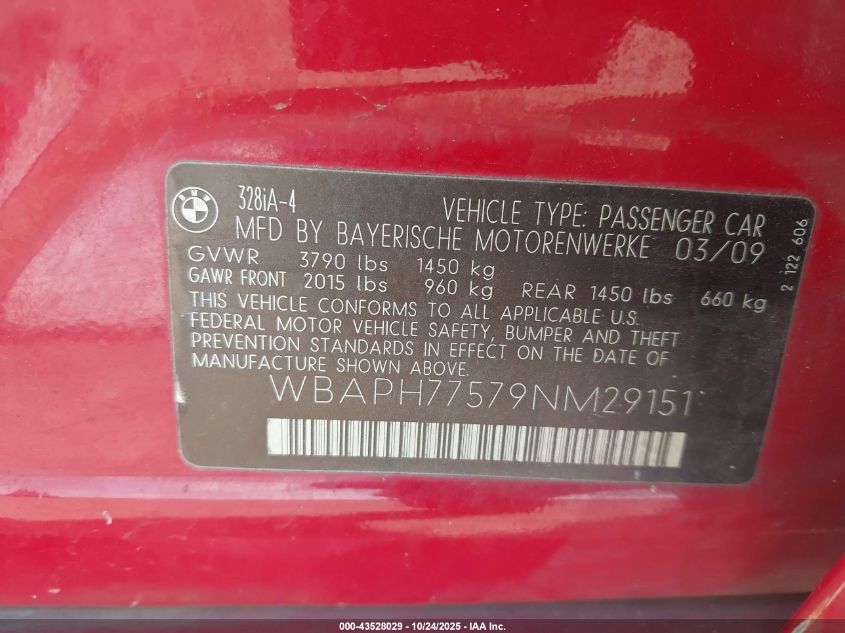 BMW
328iA-4
VEHICLE TYPE: PASSENGER CAR
MFD BY BAYERISCHE MOTORENWERKE 03/09
GVWR 3790 lbs 1450 kg
GAWR FRONT 2015 lbs 960 kg REAR 1450 lbs 660 kg
THIS VEHICLE CONFORMS TO ALL APPLICABLE U.S.
FEDERAL MOTOR VEHICLE SAFETY, BUMPER AND THEFT
PREVENTION STANDARDS IN EFFECT ON THE DATE OF
MANUFACTURE SHOWN ABOVE.
WBAPH77579NM29151
2 122 606
000-43528029 - 10/24/2025 - IAA Inc.